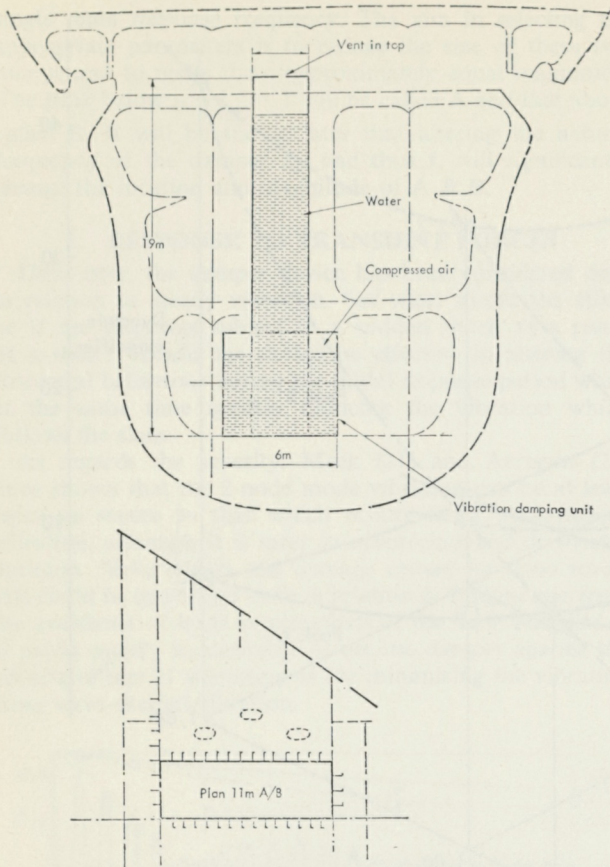 Vent in top
Water
19m
Compressed air
6m
Vibration damping unit
Plan 11m A/B